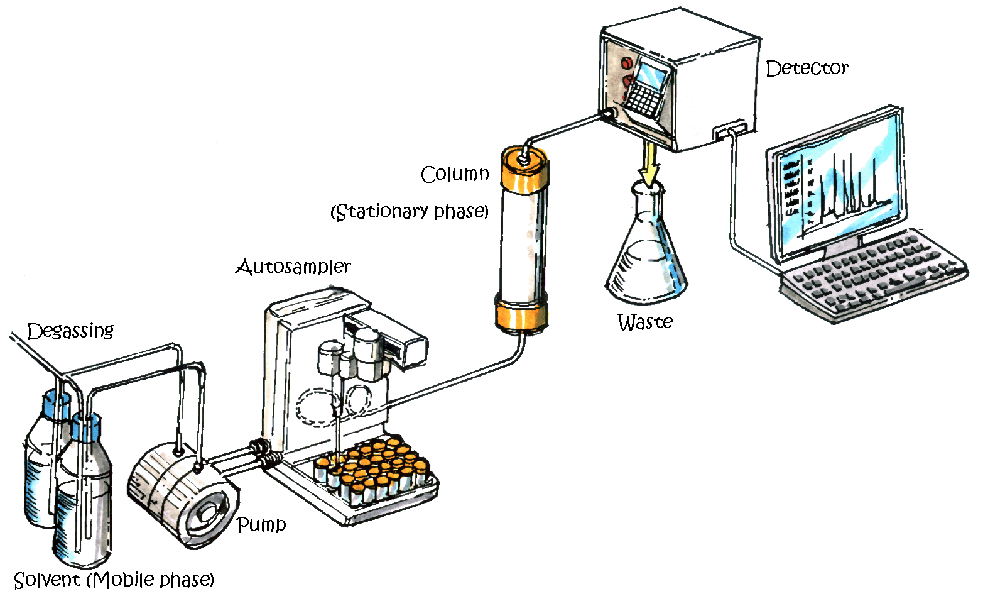 Detector
Column
(Stationary phase)
Autosampler
Waste
Degassing
Pump
Solvent (Mobile phase)